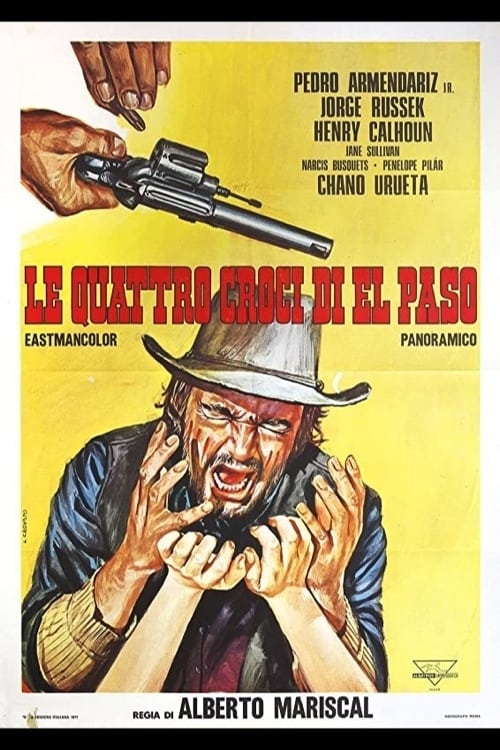 PEDRO ARMENDARIZ JR.
JORGE RUSSEK
HENRY CALHOUN
JANE SULLIVAN
NARCIS BUSQUETS • PENELOPE PILÁR
CHANO URUETA
LE QUATTRO CROCI DI EL PASO
EASTMANCOLOR PANORAMICO
REGIA DI ALBERTO MARISCAL